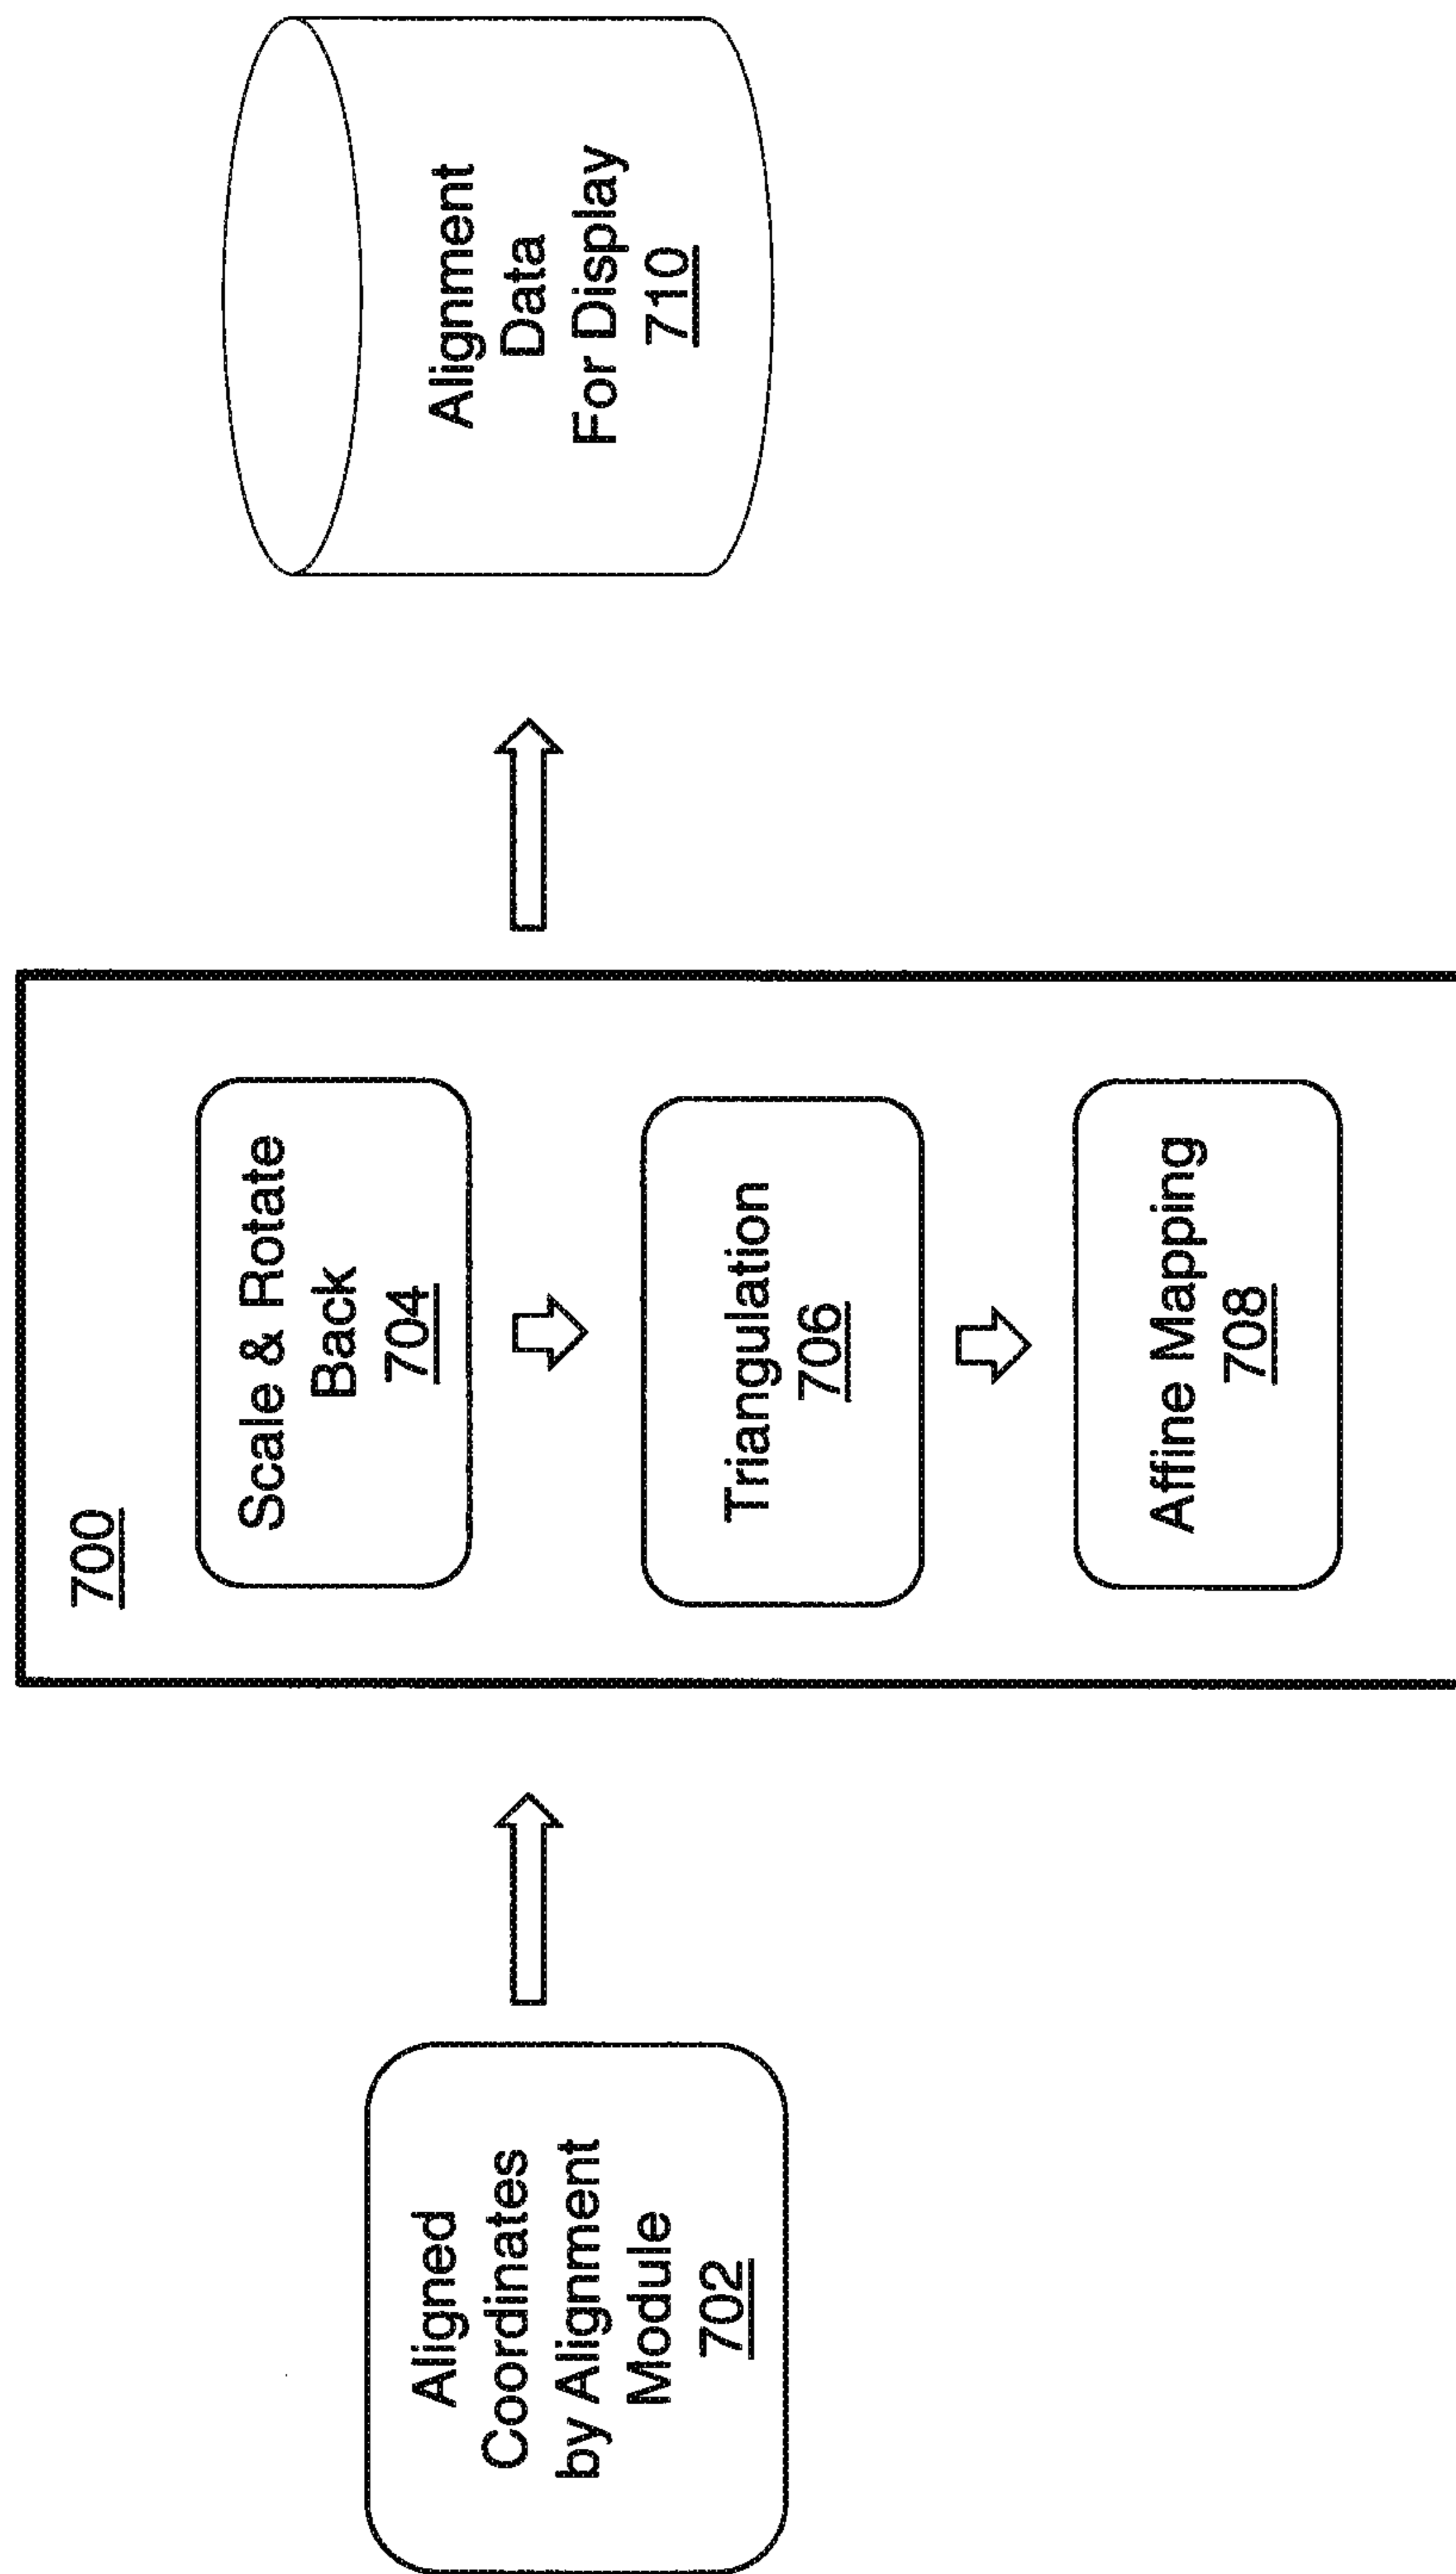 Aligned
Coordinates
by Alignment
Module
702
700
Scale & Rotate
Back
704
Triangulation
706
Affine Mapping
708
Alignment
Data
For Display
710